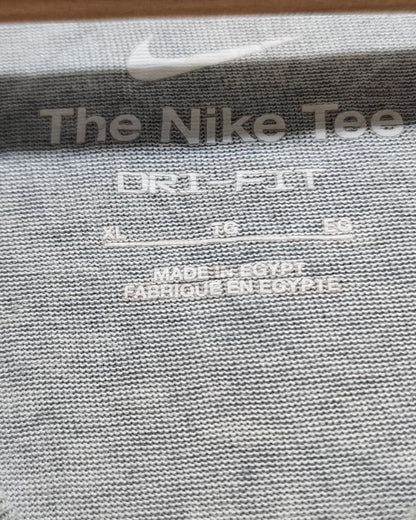 The Nike Tee
DRI-FIT
XL TG EG
MADE IN EGYPT
FABRIQUE EN EGYPTE